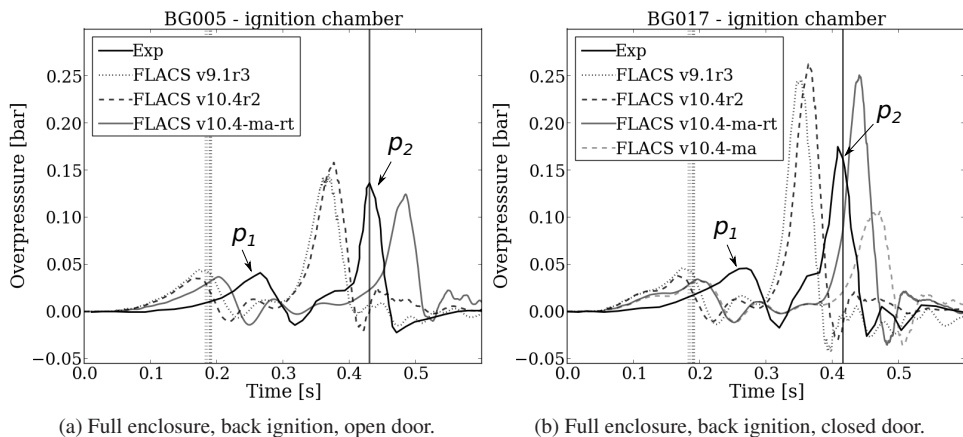 BG005 - ignition chamber
Overpresssure [bar]
0.25
0.20
0.15
0.10
0.05
0.00
−0.05
Exp
FLACS v9.1r3
FLACS v10.4r2
FLACS v10.4-ma-rt
p1
p2
0.0 0.1 0.2 0.3 0.4 0.5
Time [s]
(a) Full enclosure, back ignition, open door.
BG017 - ignition chamber
Overpresssure [bar]
0.25
0.20
0.15
0.10
0.05
0.00
−0.05
Exp
FLACS v9.1r3
FLACS v10.4r2
FLACS v10.4-ma-rt
FLACS v10.4-ma
p1
p2
0.0 0.1 0.2 0.3 0.4 0.5
Time [s]
(b) Full enclosure, back ignition, closed door.